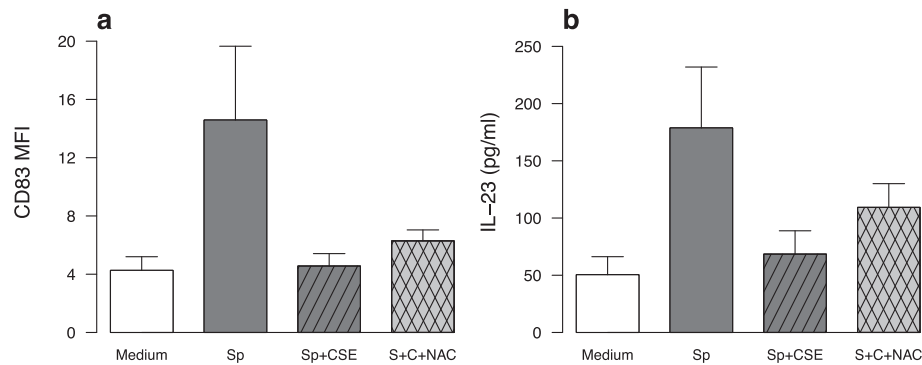 a
CD83 MFI
20
16
12
8
4
0
Medium Sp Sp+CSE S+C+NAC
b
IL–23 (pg/ml)
250
200
150
100
50
0
Medium Sp Sp+CSE S+C+NAC